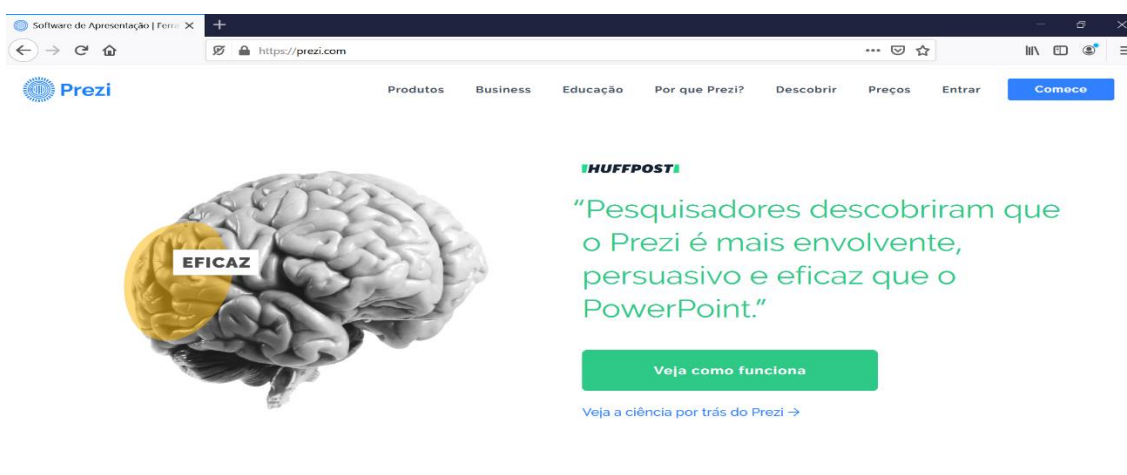 Software de Apresentação | Ferra
https://prezi.com
Prezi
Produtos Business Educação Por que Prezi? Descobrir Preços Entrar Comece
HUFFPOST
“Pesquisadores descobriram que
o Prezi é mais envolvente,
persuasivo e eficaz que o
PowerPoint.”
EFICAZ
Veja como funciona
Veja a ciência por trás do Prezi →